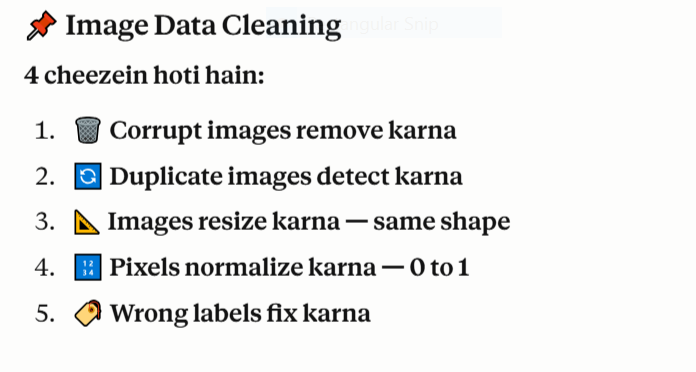 📌 Image Data Cleaning
4 cheezein hoti hain:
1. 🗑️ Corrupt images remove karna
2. 🔄 Duplicate images detect karna
3. 📐 Images resize karna — same shape
4. 🔢 Pixels normalize karna — 0 to 1
5. 🏷️ Wrong labels fix karna